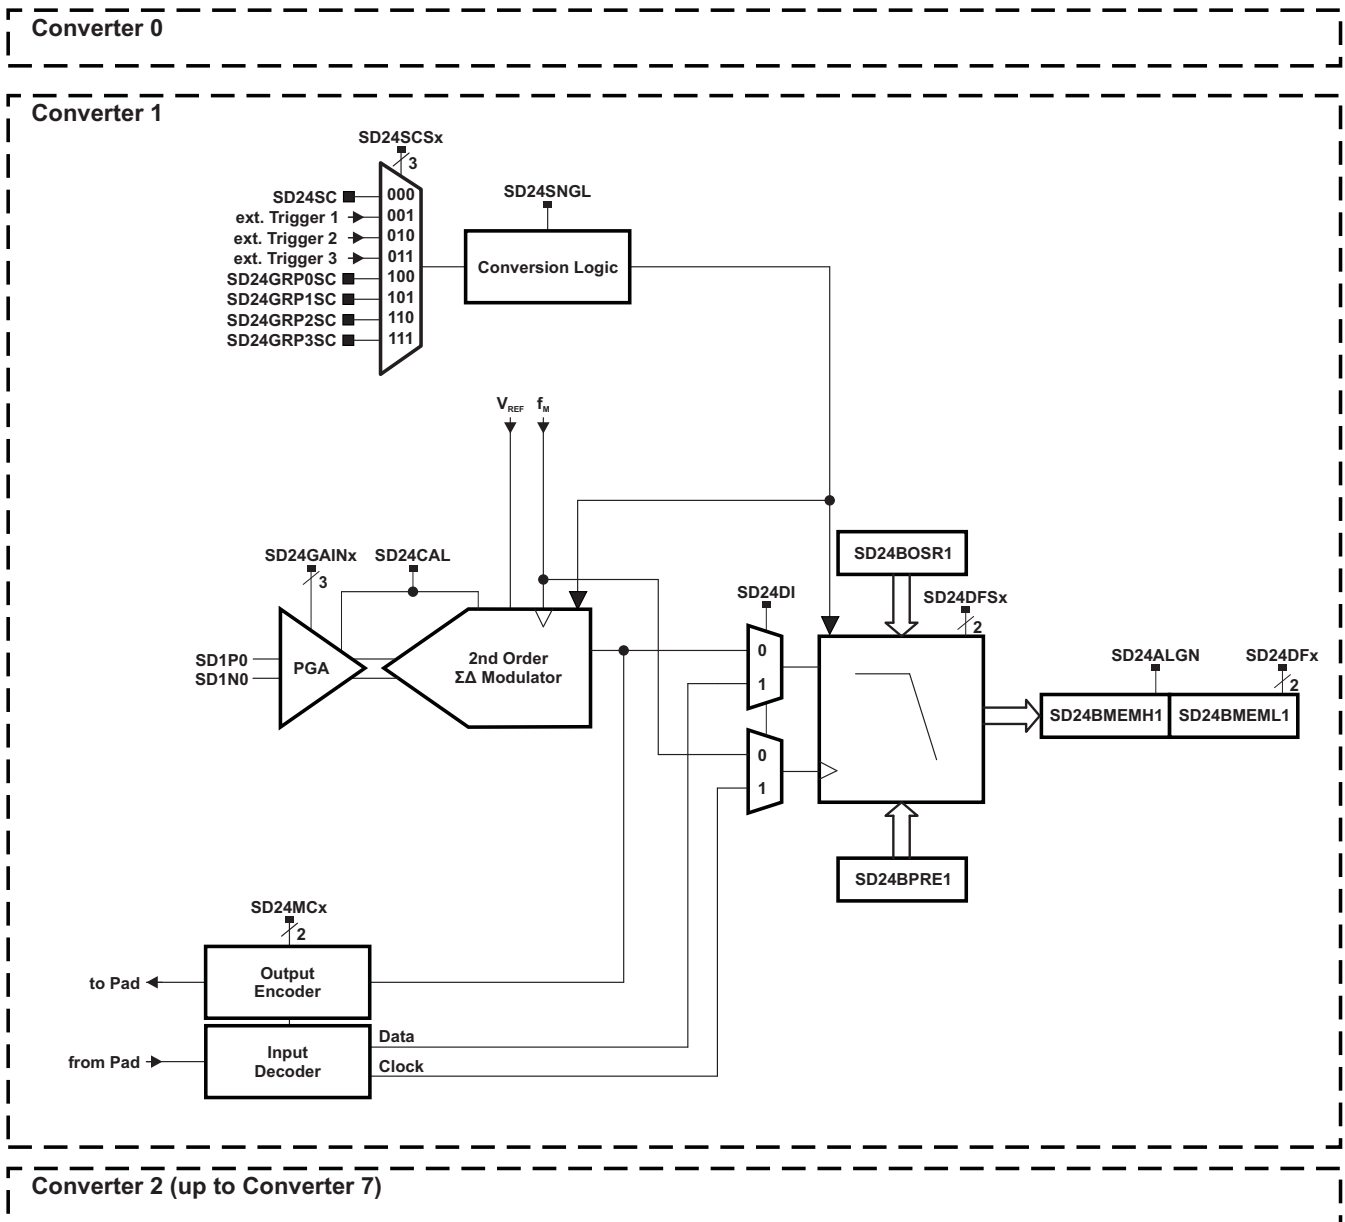 Converter 0
Converter 1
SD24SCSx
3
SD24SC
000
ext. Trigger 1
001
ext. Trigger 2
010
ext. Trigger 3
011
SD24GRP0SC
100
SD24GRP1SC
101
SD24GRP2SC
110
SD24GRP3SC
111
SD24SNGL
Conversion Logic
VREF
fM
SD24GAINx
3
SD24CAL
SD1P0
SD1N0
PGA
2nd Order
ΣΔ Modulator
SD24DI
0
1
0
1
SD24BOSR1
SD24DFSx
2
SD24ALGN
SD24DFx
2
SD24BMEMH1
SD24BMEML1
SD24BPRE1
SD24MCx
2
to Pad
Output
Encoder
from Pad
Input
Decoder
Data
Clock
Converter 2 (up to Converter 7)